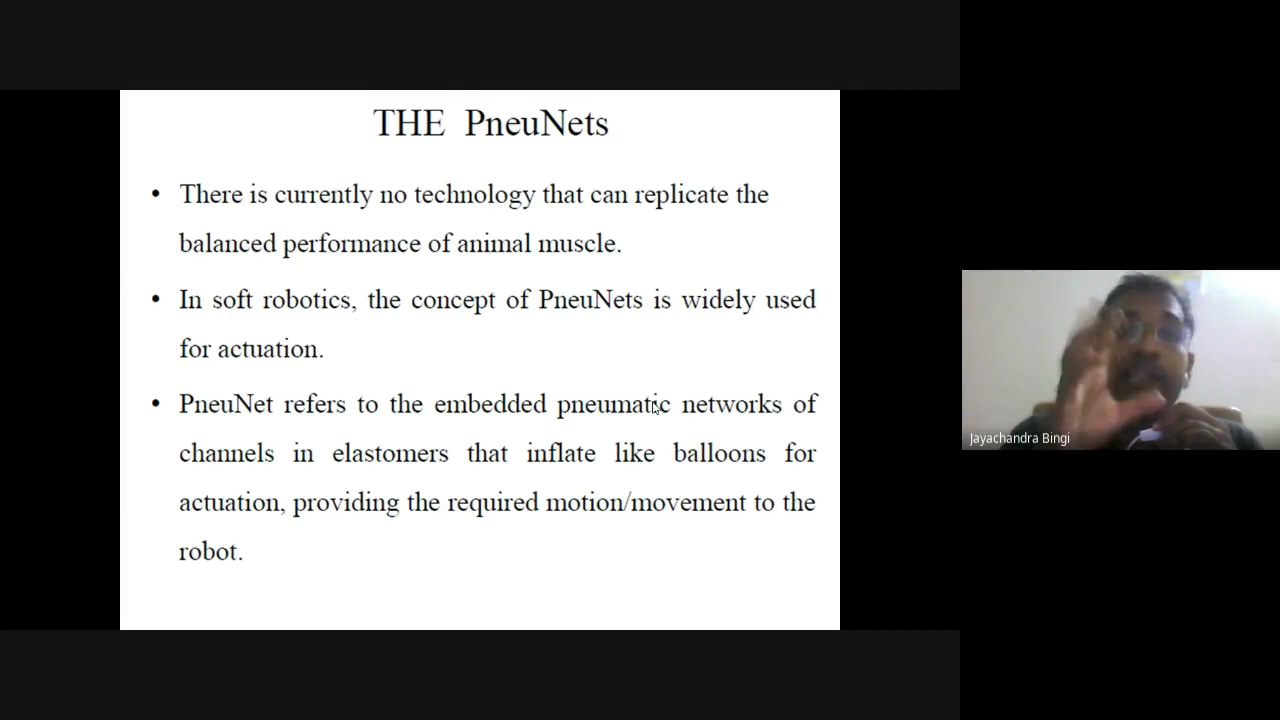 THE PneuNets
• There is currently no technology that can replicate the
balanced performance of animal muscle.
• In soft robotics, the concept of PneuNets is widely used
for actuation.
• PneuNet refers to the embedded pneumatic networks of
channels in elastomers that inflate like balloons for
actuation, providing the required motion/movement to the
robot.
Jayachandra Bingi